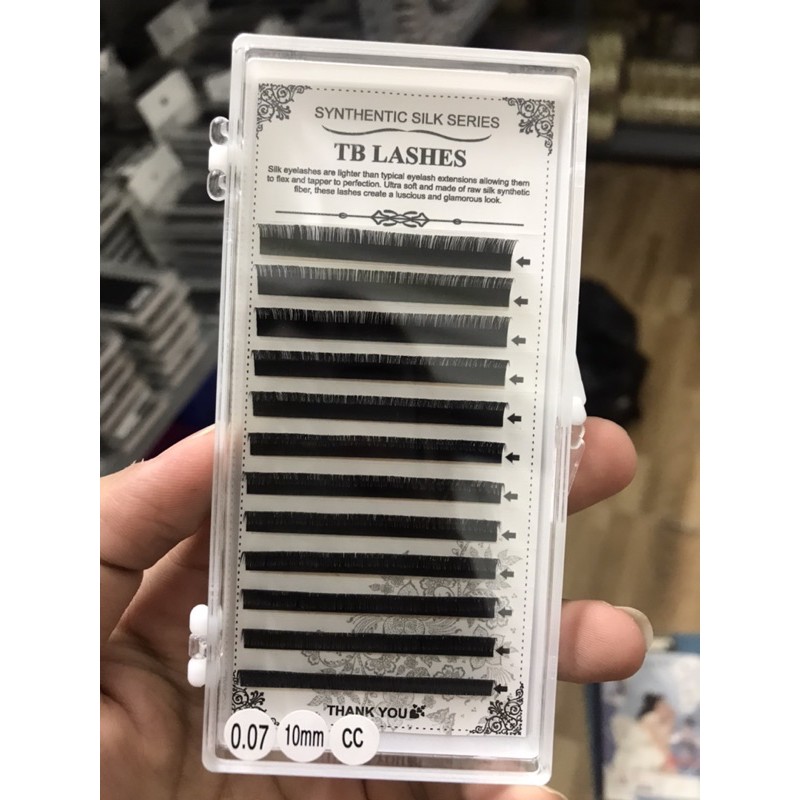 SYNTHENTIC SILK SERIES
TB LASHES
Silk eyelashes are lighter than typical eyelash extensions allowing them
to flex and tapper to perfection. Ultra soft and made of raw silk synthetic
fiber, these lashes create a luscious and glamorous look.
THANK YOU
0.07 10mm CC